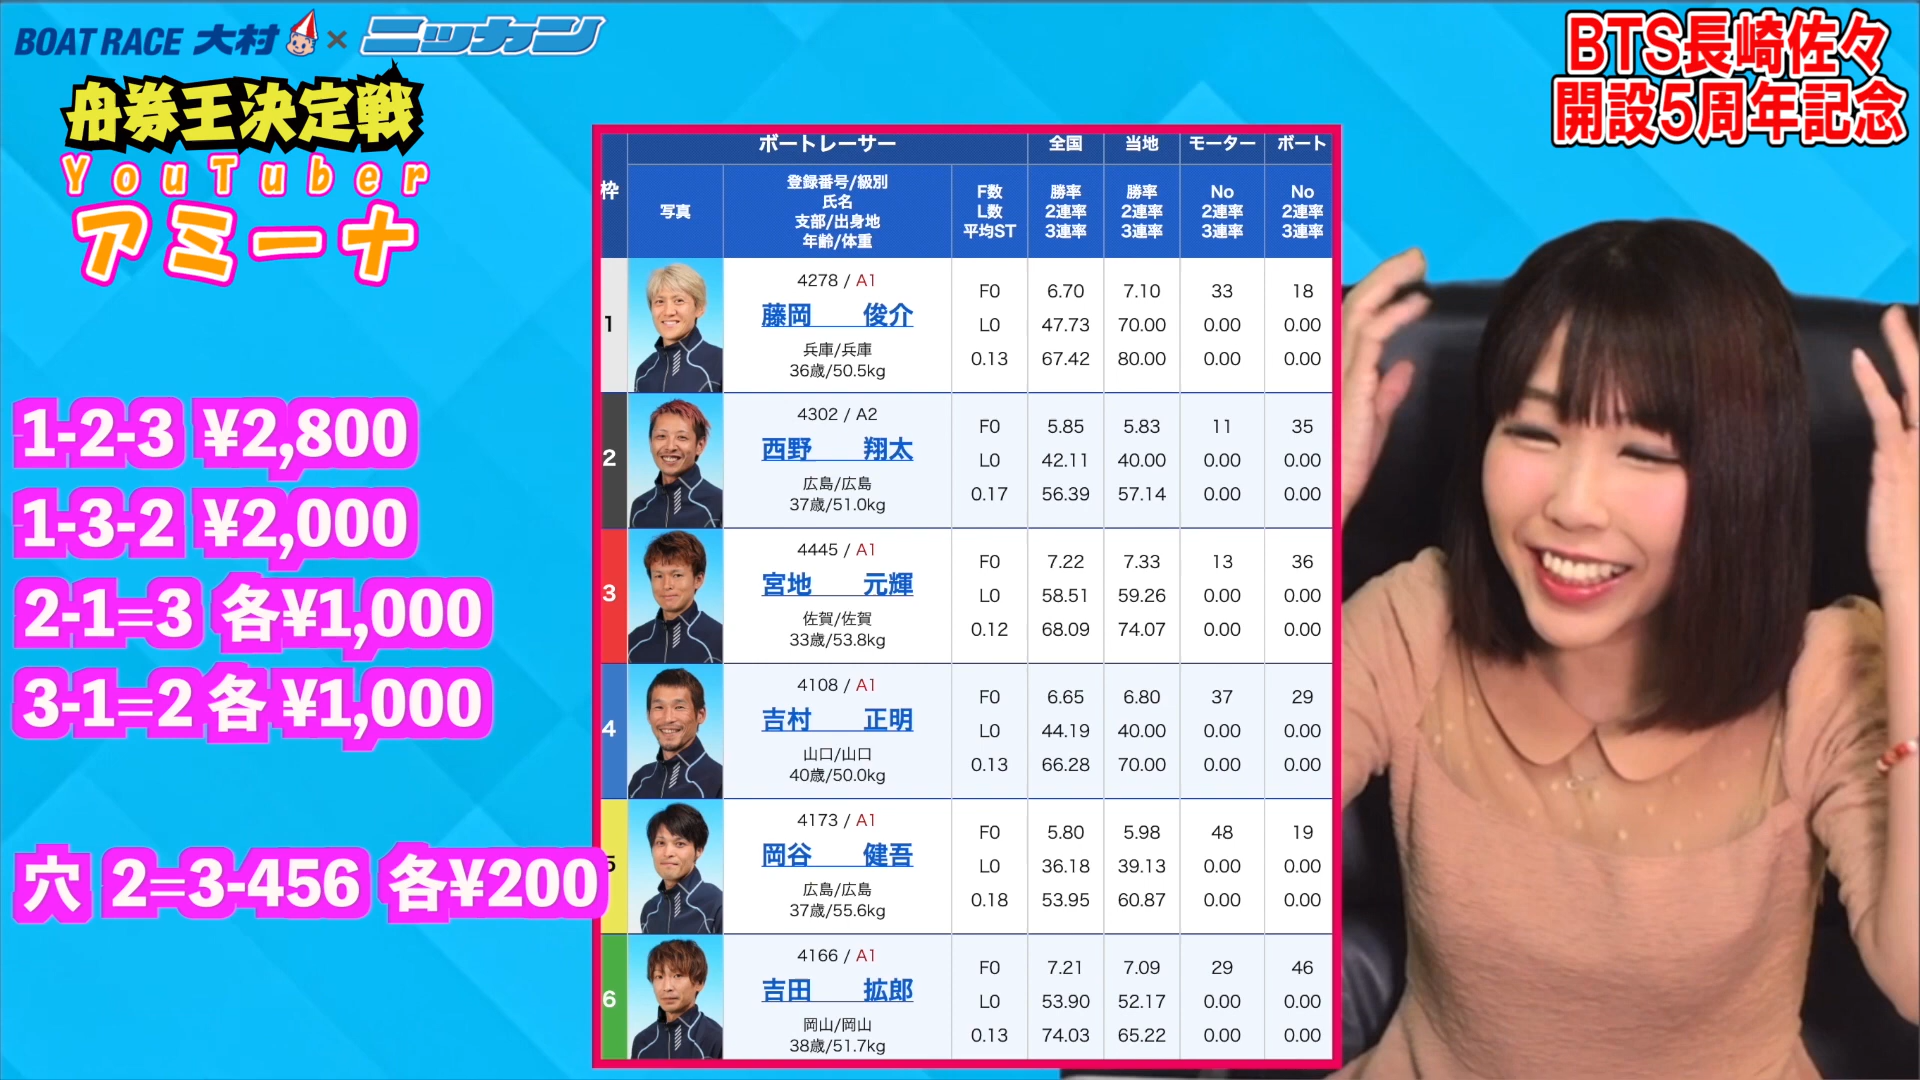 BOAT RACE 大村 × ニッカン
舟券王決定戦
YouTuber
アミーナ
BTS長崎佐々
開設5周年記念
1-2-3 ¥2,800
1-3-2 ¥2,000
2-1=3 各¥1,000
3-1=2 各¥1,000
穴 2=3-456 各¥200
ボートレーサー 全国 当地 モーター ボート
枠 写真 登録番号/級別 氏名 支部/出身地 年齢/体重 F数 L数 平均ST 勝率 2連率 3連率 勝率 2連率 3連率 No 2連率 3連率 No 2連率 3連率
4278 / A1
1 藤岡 俊介 F0 6.70 7.10 33 18
兵庫/兵庫 L0 47.73 70.00 0.00 0.00
36歳/50.5kg 0.13 67.42 80.00 0.00 0.00
4302 / A2
2 西野 翔太 F0 5.85 5.83 11 35
広島/広島 L0 42.11 40.00 0.00 0.00
37歳/51.0kg 0.17 56.39 57.14 0.00 0.00
4445 / A1
3 宮地 元輝 F0 7.22 7.33 13 36
佐賀/佐賀 L0 58.51 59.26 0.00 0.00
33歳/53.8kg 0.12 68.09 74.07 0.00 0.00
4108 / A1
4 吉村 正明 F0 6.65 6.80 37 29
山口/山口 L0 44.19 40.00 0.00 0.00
40歳/50.0kg 0.13 66.28 70.00 0.00 0.00
4173 / A1
5 岡谷 健吾 F0 5.80 5.98 48 19
広島/広島 L0 36.18 39.13 0.00 0.00
37歳/55.6kg 0.18 53.95 60.87 0.00 0.00
4166 / A1
6 吉田 拡郎 F0 7.21 7.09 29 46
岡山/岡山 L0 53.90 52.17 0.00 0.00
38歳/51.7kg 0.13 74.03 65.22 0.00 0.00